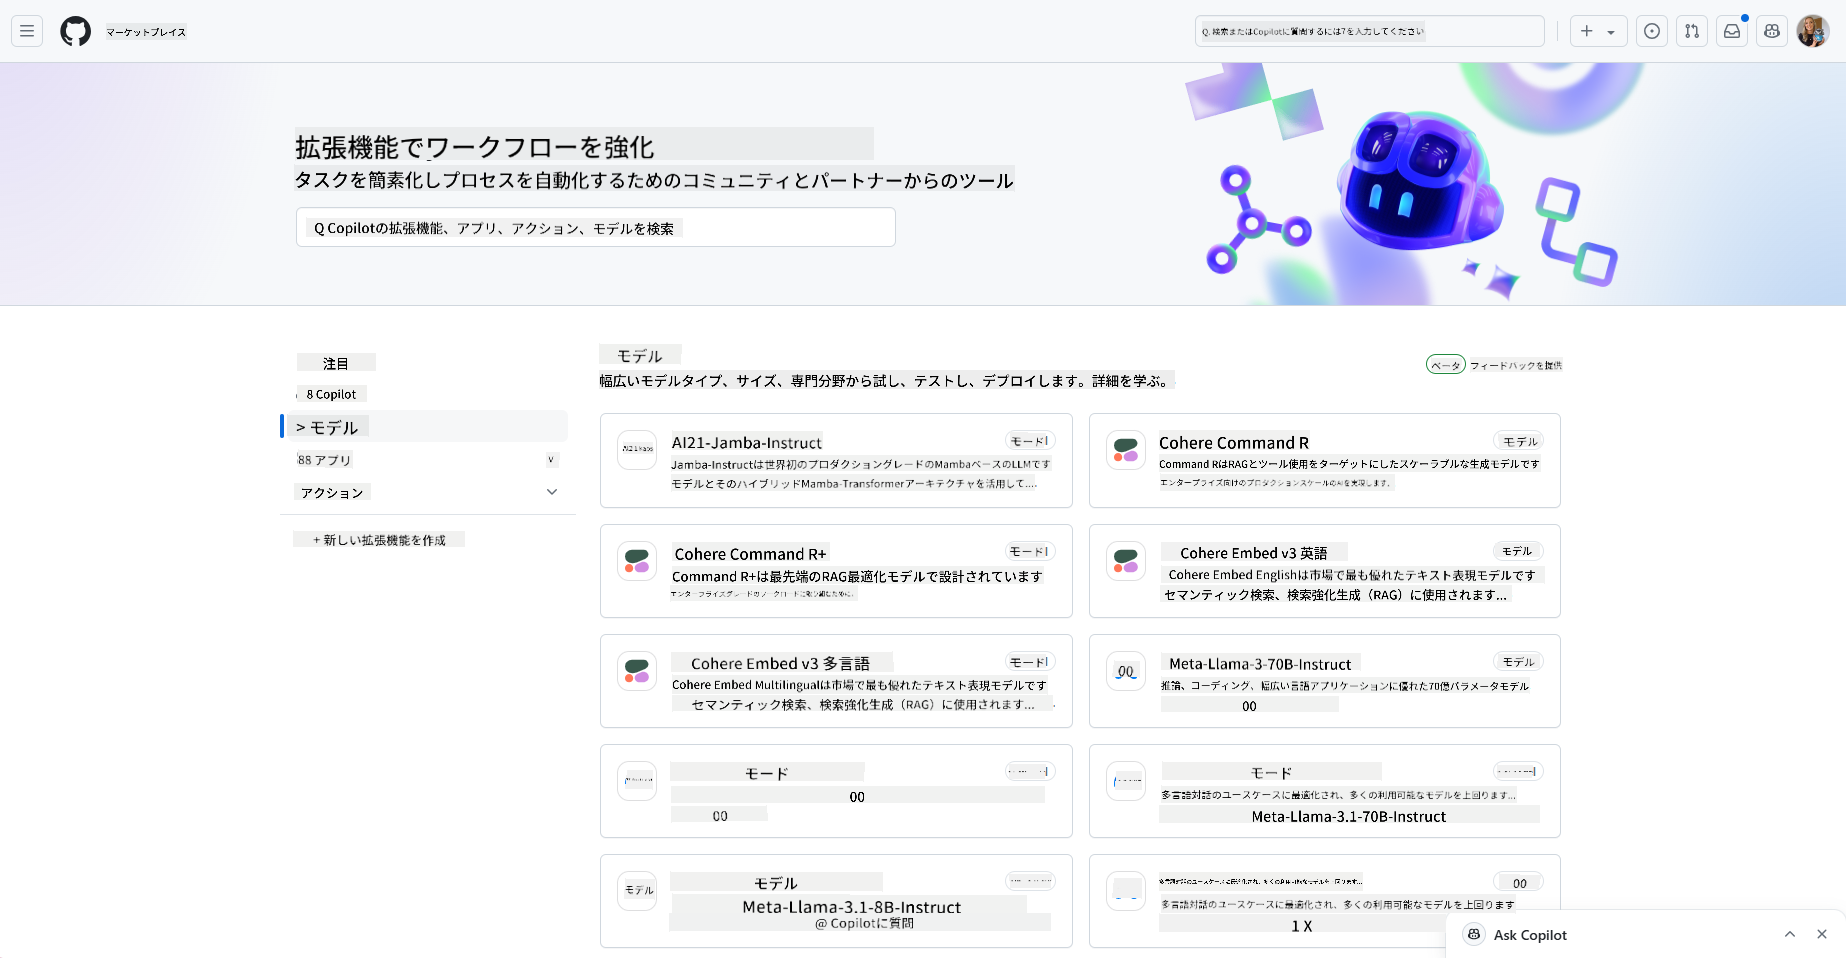 マーケットプレイス
Q. 検索またはCopilotに質問するには7を入力してください
拡張機能でワークフローを強化
タスクを簡素化しプロセスを自動化するためのコミュニティとパートナーからのツール
Q Copilotの拡張機能、アプリ、アクション、モデルを検索
注目
8 Copilot
> モデル
88 アプリ
v
アクション
+ 新しい拡張機能を作成
モデル
幅広いモデルタイプ、サイズ、専門分野から試し、テストし、デプロイします。詳細を学ぶ。
ベータ
フィードバックを提供
AI21-Jamba-Instruct
モード
Jamba-Instructは世界初のプロダクショングレードのMambaベースのLLMです
モデルとそのハイブリッドMamba-Transformerアーキテクチャを活用して....
Cohere Command R
モデル
Command RはRAGとツール使用をターゲットにしたスケーラブルな生成モデルです
エンタープライズ向けのプロダクションスケールのAIを実現します。
Cohere Command R+
モード
Command R+は最先端のRAG最適化モデルで設計されています
エンタープライズグレードのワークロードに取り組むために。
Cohere Embed v3 英語
モデル
Cohere Embed Englishは市場で最も優れたテキスト表現モデルです
セマンティック検索、検索強化生成（RAG）に使用されます...
Cohere Embed v3 多言語
モード
Cohere Embed Multilingualは市場で最も優れたテキスト表現モデルです
セマンティック検索、検索強化生成（RAG）に使用されます...
00
Meta-Llama-3-70B-Instruct
モデル
推論、コーディング、幅広い言語アプリケーションに優れた70億パラメータモデル
00
モード
00
00
モード
多言語対話のユースケースに最適化され、多くの利用可能なモデルを上回ります...
Meta-Llama-3.1-70B-Instruct
モデル
モデル
Meta-Llama-3.1-8B-Instruct
@ Copilotに質問
00
多言語対話のユースケースに最適化され、多くの利用可能なモデルを上回ります
1 X
Ask Copilot